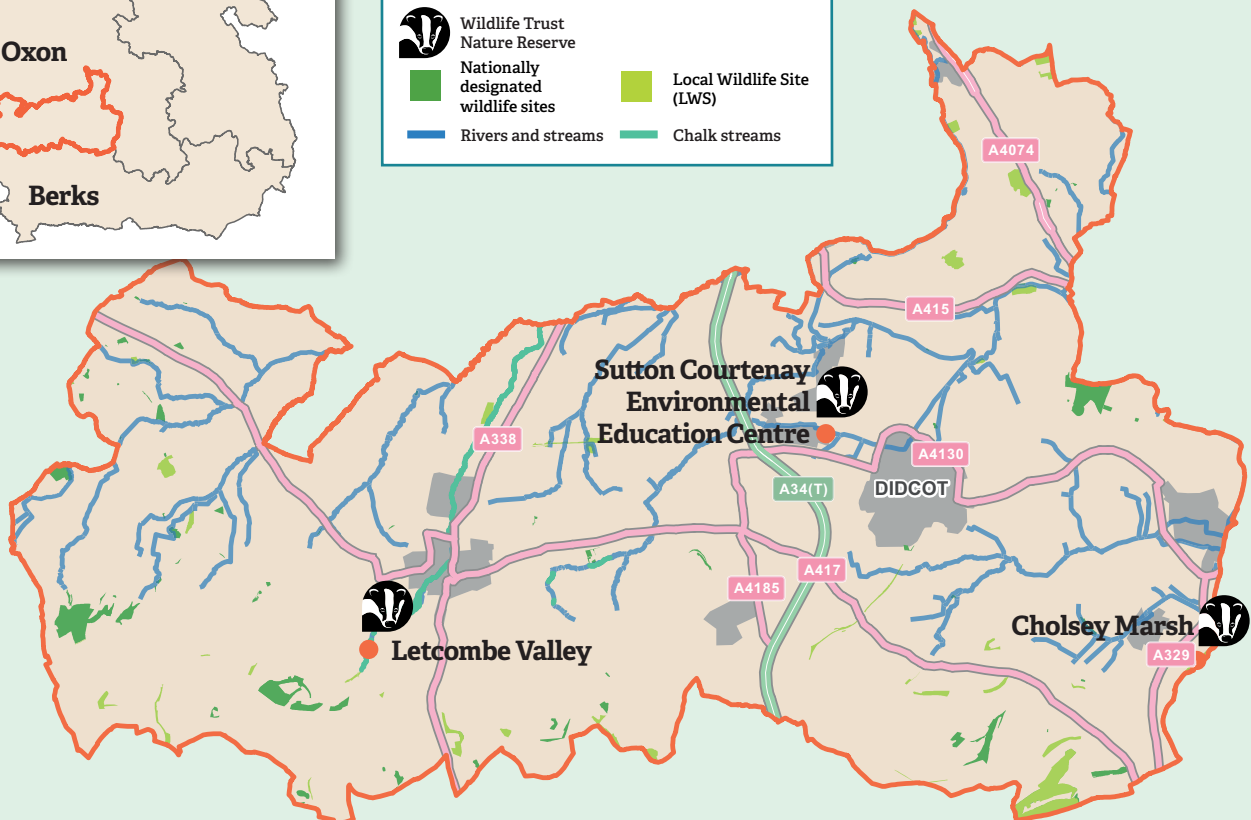 Oxon
Berks
Wildlife Trust
Nature Reserve
Nationally
designated
wildlife sites
Local Wildlife Site
(LWS)
Rivers and streams
Chalk streams
A4074
A415
Sutton Courtenay
Environmental
Education Centre
A338
A4130
A34(T)
DIDCOT
A417
A4185
Cholsey Marsh
Letcombe Valley
A329